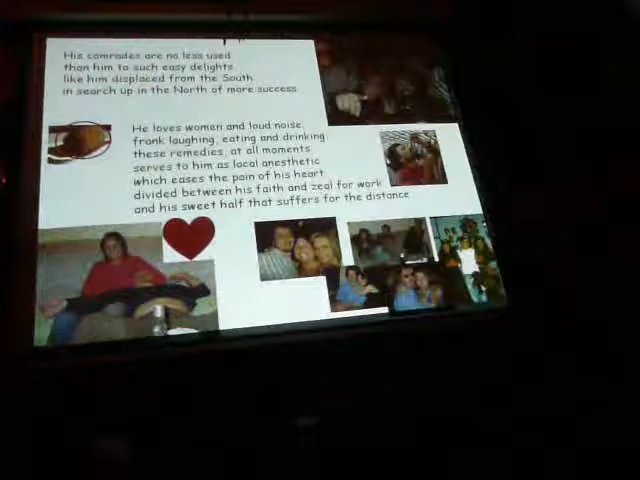 His comrades are no less used
than him to such easy delights
like him displaced from the South
in search up in the North of more success
He loves women and loud noise
frank laughing, eating and drinking
these remedies, at all moments
serves to him as local anesthetic
which eases the pain of his heart
divided between his faith and zeal for work
and his sweet half that suffers for the distance